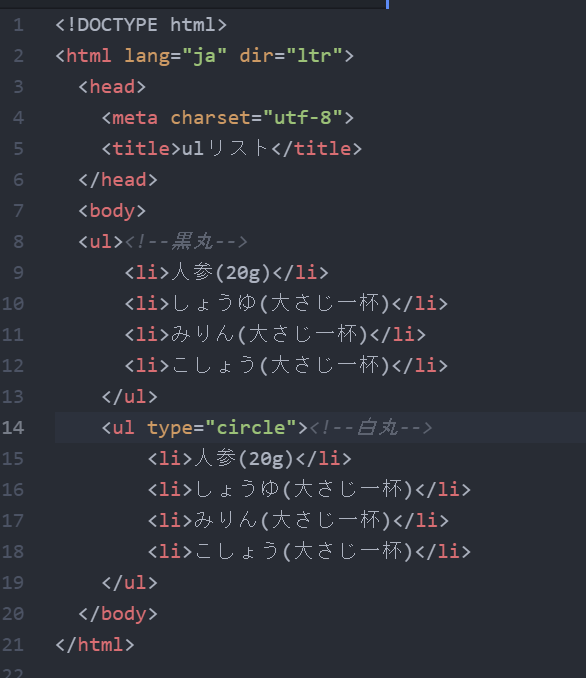 1 <!DOCTYPE html>
2 <html lang="ja" dir="ltr">
3   <head>
4     <meta charset="utf-8">
5     <title>ulリスト</title>
6   </head>
7   <body>
8   <ul><!--黒丸-->
9       <li>人参(20g)</li>
10       <li>しょうゆ(大さじ一杯)</li>
11       <li>みりん(大さじ一杯)</li>
12       <li>こしょう(大さじ一杯)</li>
13     </ul>
14     <ul type="circle"><!--白丸-->
15         <li>人参(20g)</li>
16         <li>しょうゆ(大さじ一杯)</li>
17         <li>みりん(大さじ一杯)</li>
18         <li>こしょう(大さじ一杯)</li>
19     </ul>
20   </body>
21 </html>
22